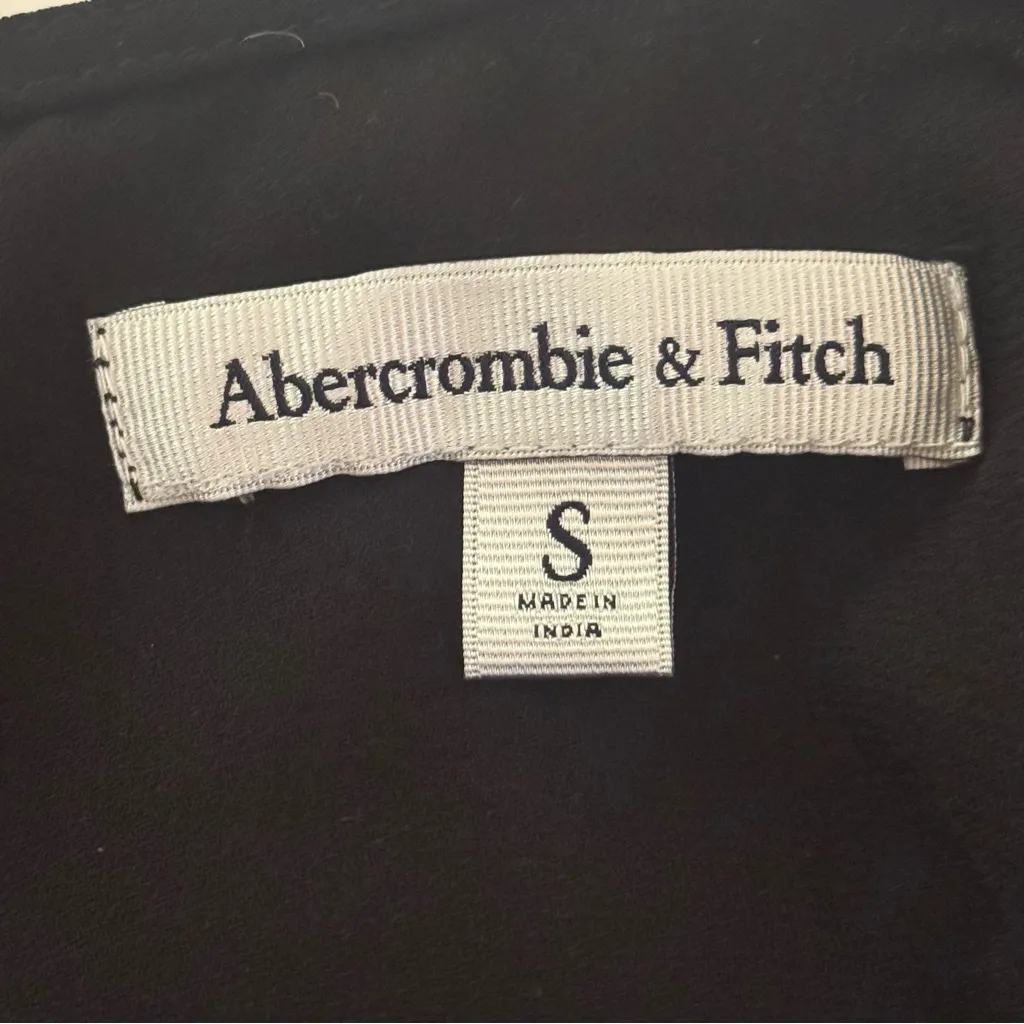 Abercrombie & Fitch
S
MADE IN
INDIA